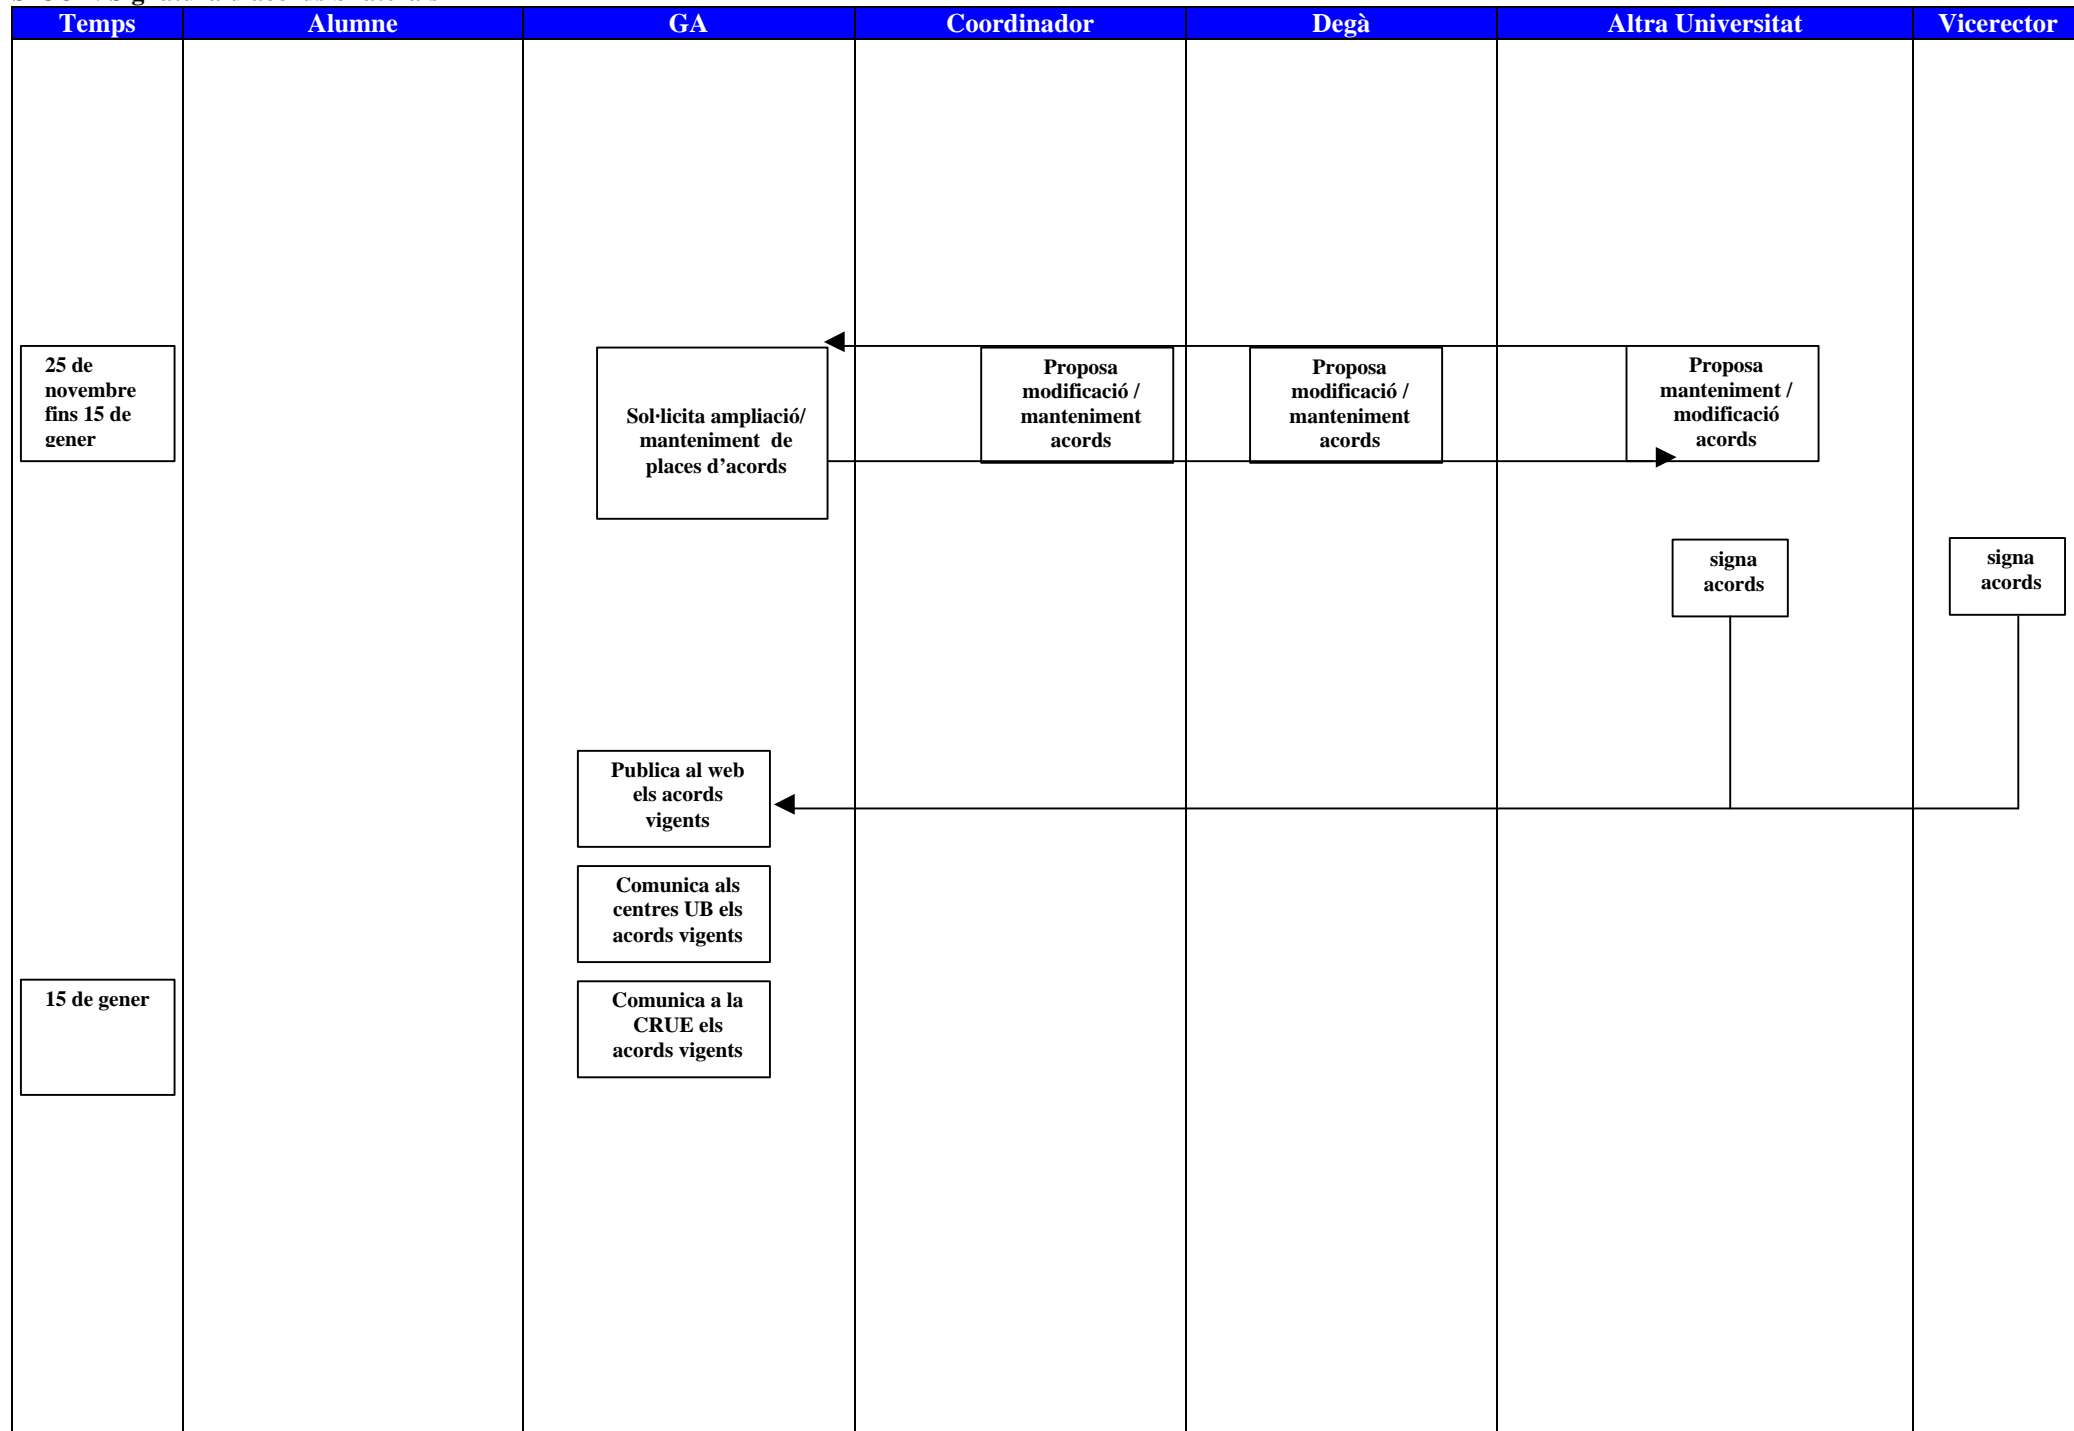 Temps Alumne GA Coordinador Degà Altra Universitat Vicerector
25 de
novembre
fins 15 de
gener
Sol·licita ampliació/
manteniment de
places d’acords
Proposa
modificació /
manteniment
acords
Proposa
modificació /
manteniment
acords
Proposa
manteniment /
modificació
acords
signa
acords
signa
acords
Publica al web
els acords
vigents
Comunica als
centres UB els
acords vigents
15 de gener
Comunica a la
CRUE els
acords vigents